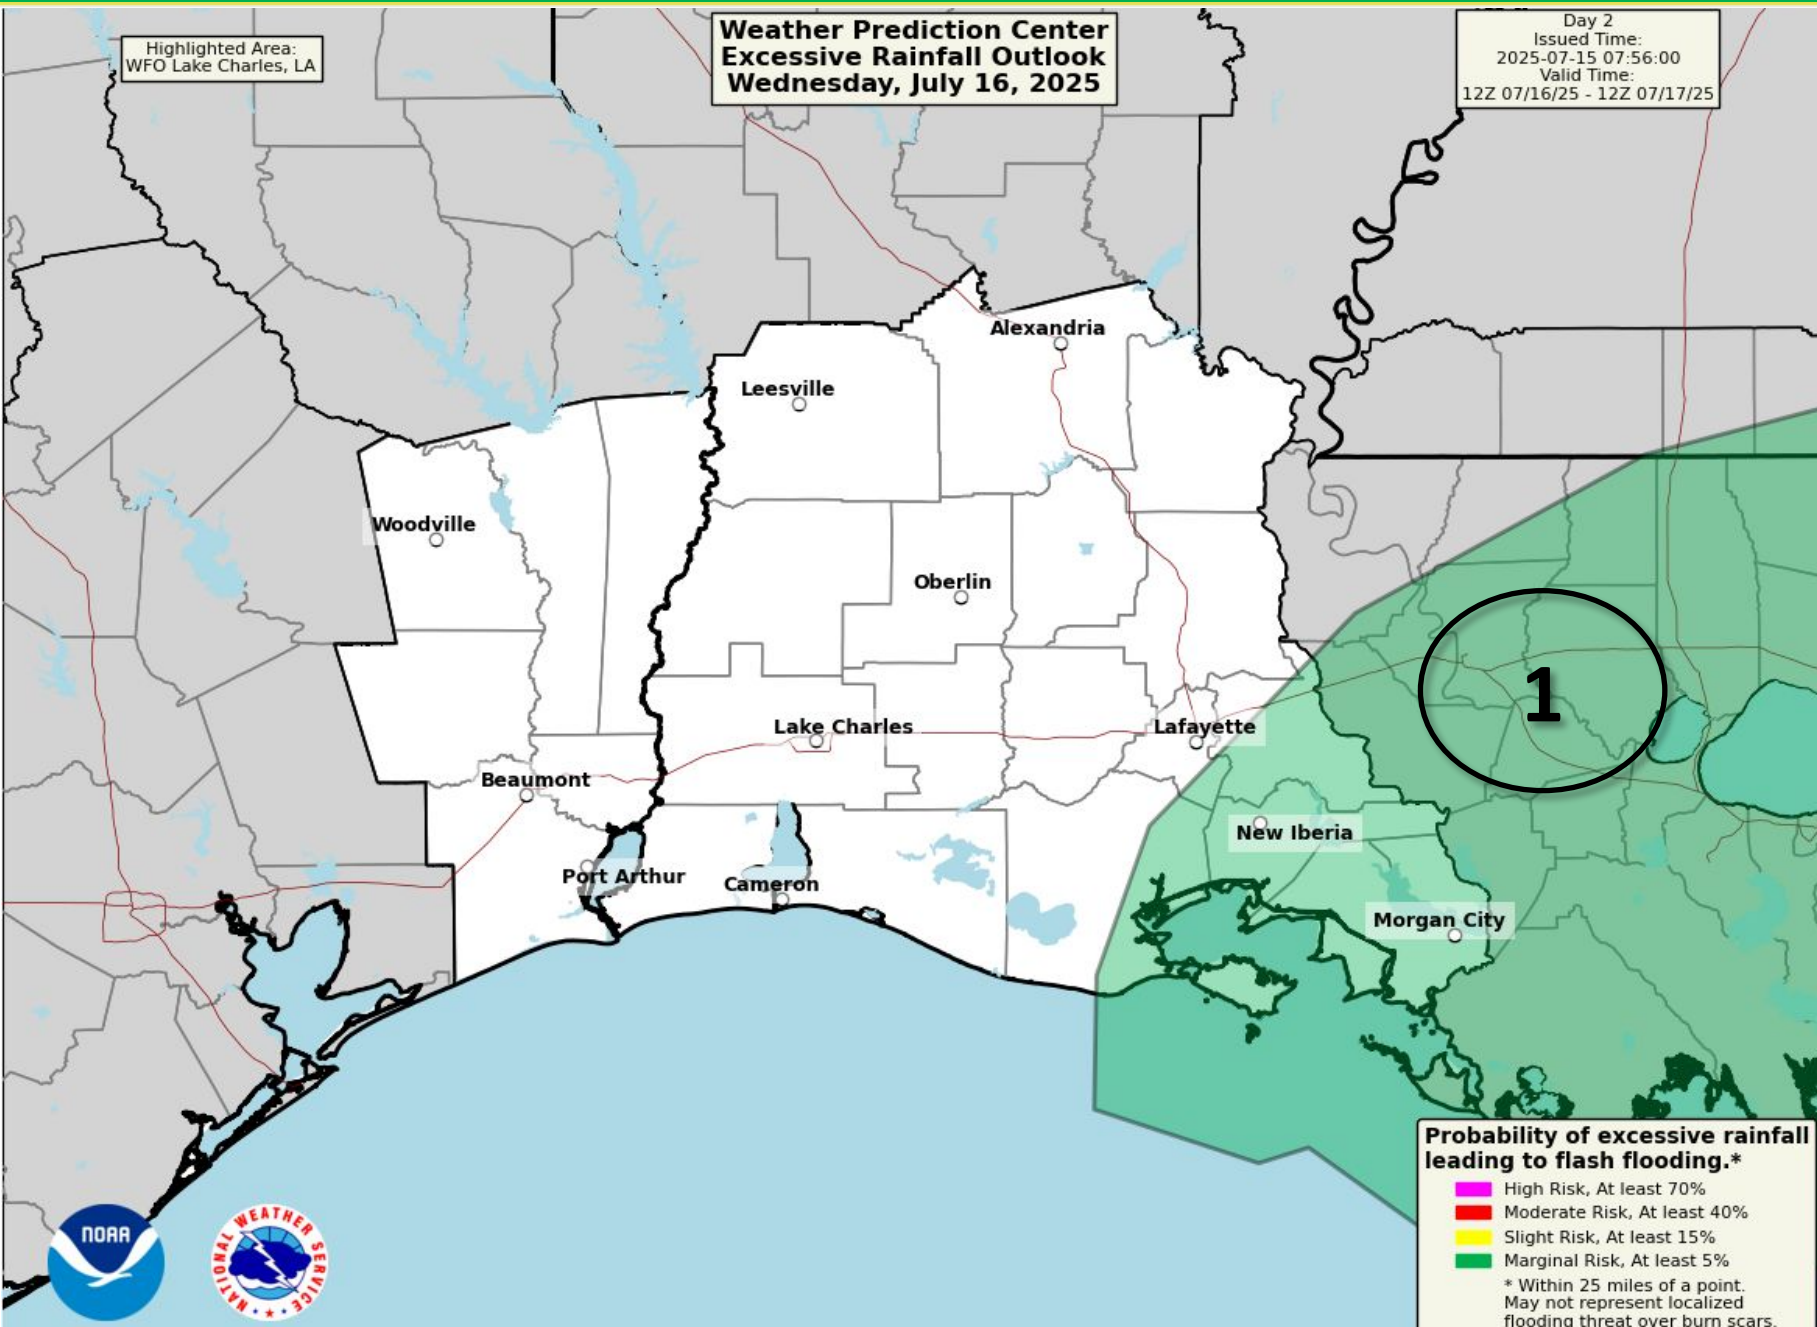 Highlighted Area:
WFO Lake Charles, LA
Weather Prediction Center
Excessive Rainfall Outlook
Wednesday, July 16, 2025
Day 2
Issued Time:
2025-07-15 07:56:00
Valid Time:
12Z 07/16/25 - 12Z 07/17/25
Alexandria
Leesville
Woodville
Oberlin
1
Lake Charles
Lafayette
Beaumont
New Iberia
Port Arthur
Cameron
Morgan City
Probability of excessive rainfall
leading to flash flooding.*
High Risk, At least 70%
Moderate Risk, At least 40%
Slight Risk, At least 15%
Marginal Risk, At least 5%
* Within 25 miles of a point.
May not represent localized
flooding threat over burn scars.
NOAA
NATIONAL WEATHER SERVICE